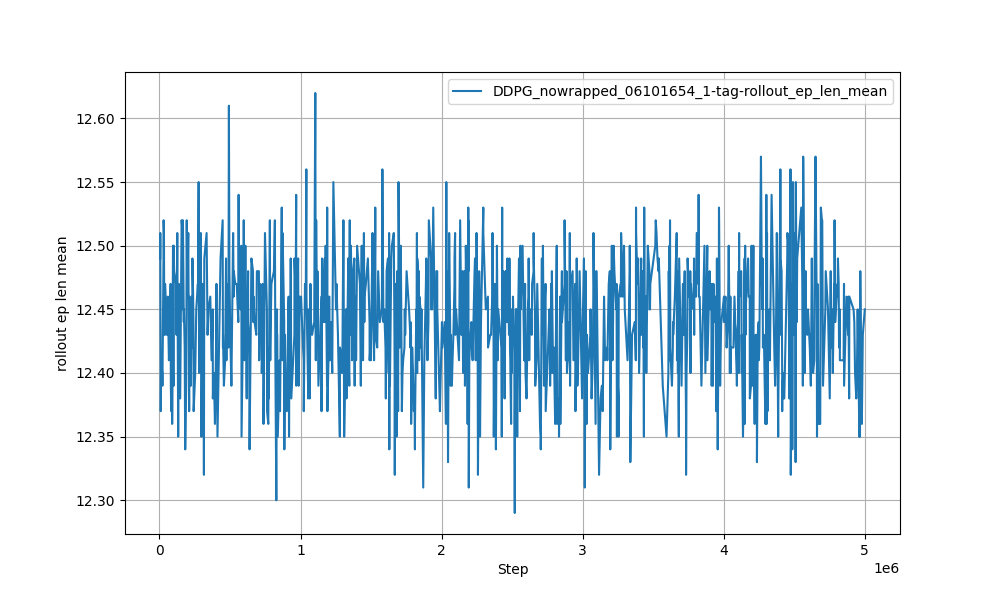 DDPG_nowrapped_06101654_1-tag-rollout_ep_len_mean
rollout ep len mean
12.60
12.55
12.50
12.45
12.40
12.35
12.30
0 1 2 3 4 5
1e6
Step